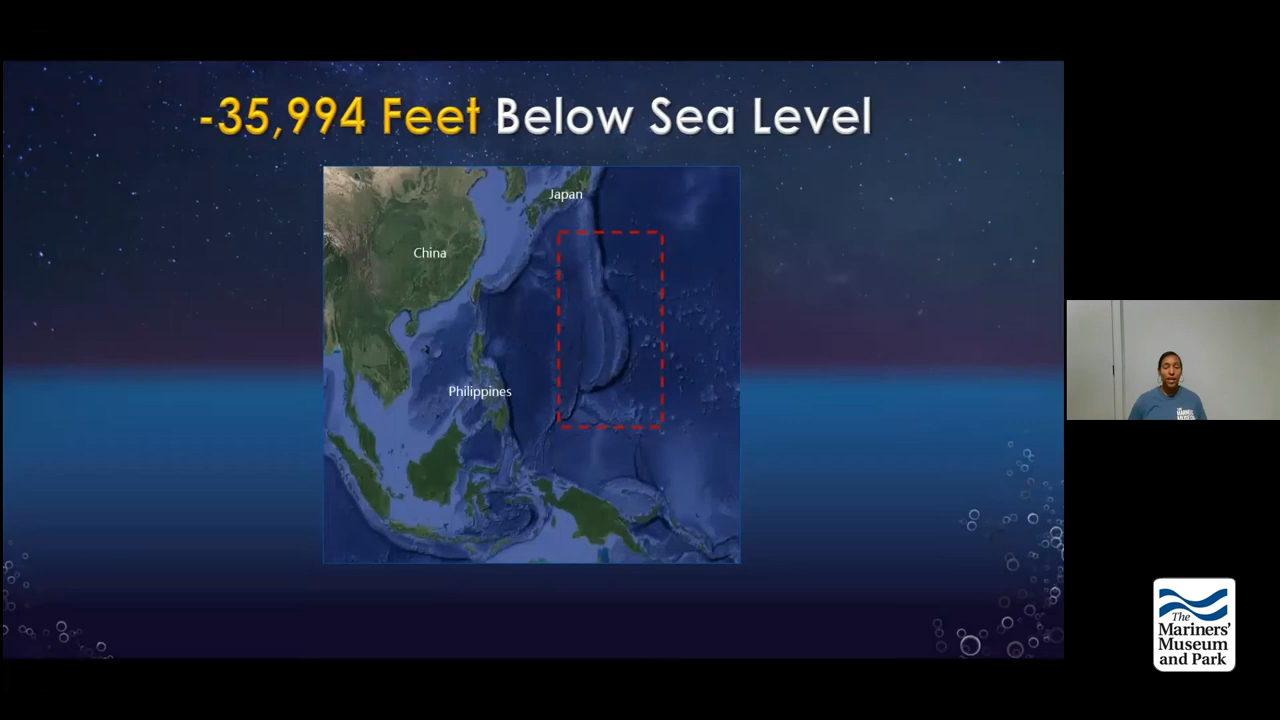 -35,994 Feet Below Sea Level
Japan
China
Philippines
The
Mariners'
Museum
and Park